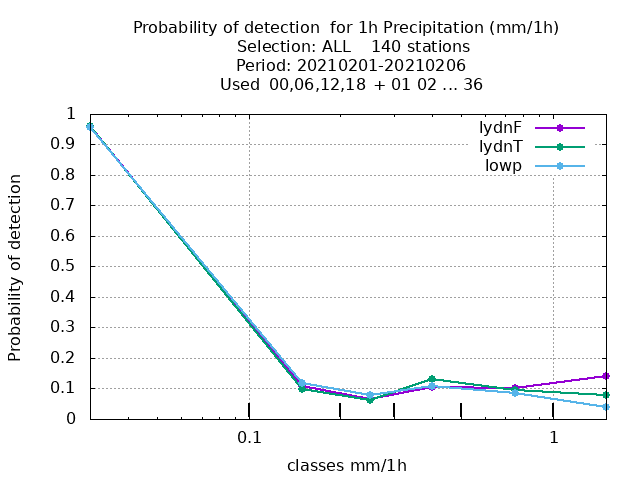 Probability of detection  for 1h Precipitation (mm/1h)
Selection: ALL    140 stations
Period: 20210201-20210206
Used  00,06,12,18  + 01 02 ... 36
lydnF
lydnT
lowp
Probability of detection
1
0.9
0.8
0.7
0.6
0.5
0.4
0.3
0.2
0.1
0
0.1
1
classes mm/1h